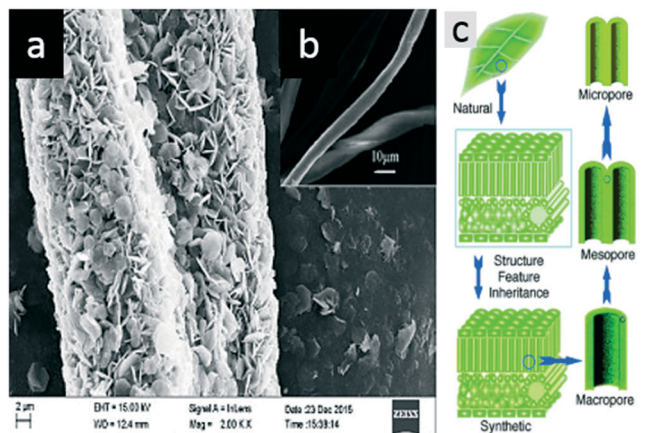 a
b
10μm
2 μm
EHT = 15.00 kV
WD = 12.4 mm
Signal A = InLens
Mag = 2.00 K X
Date :23 Dec 2015
Time :15:39:14
ZEISS
c
Natural
Structure
Feature
Inheritance
Synthetic
Micropore
Mesopore
Macropore